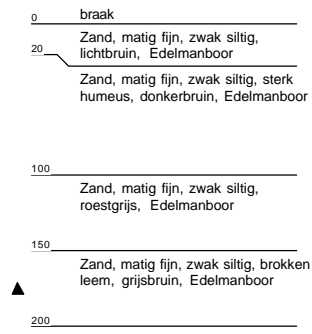 0 braak
Zand, matig fijn, zwak siltig,
lichtbruin, Edelmanboor
20
Zand, matig fijn, zwak siltig, sterk
humeus, donkerbruin, Edelmanboor
100
Zand, matig fijn, zwak siltig,
roestgrijs, Edelmanboor
150
Zand, matig fijn, zwak siltig, brokken
leem, grijsbruin, Edelmanboor
200